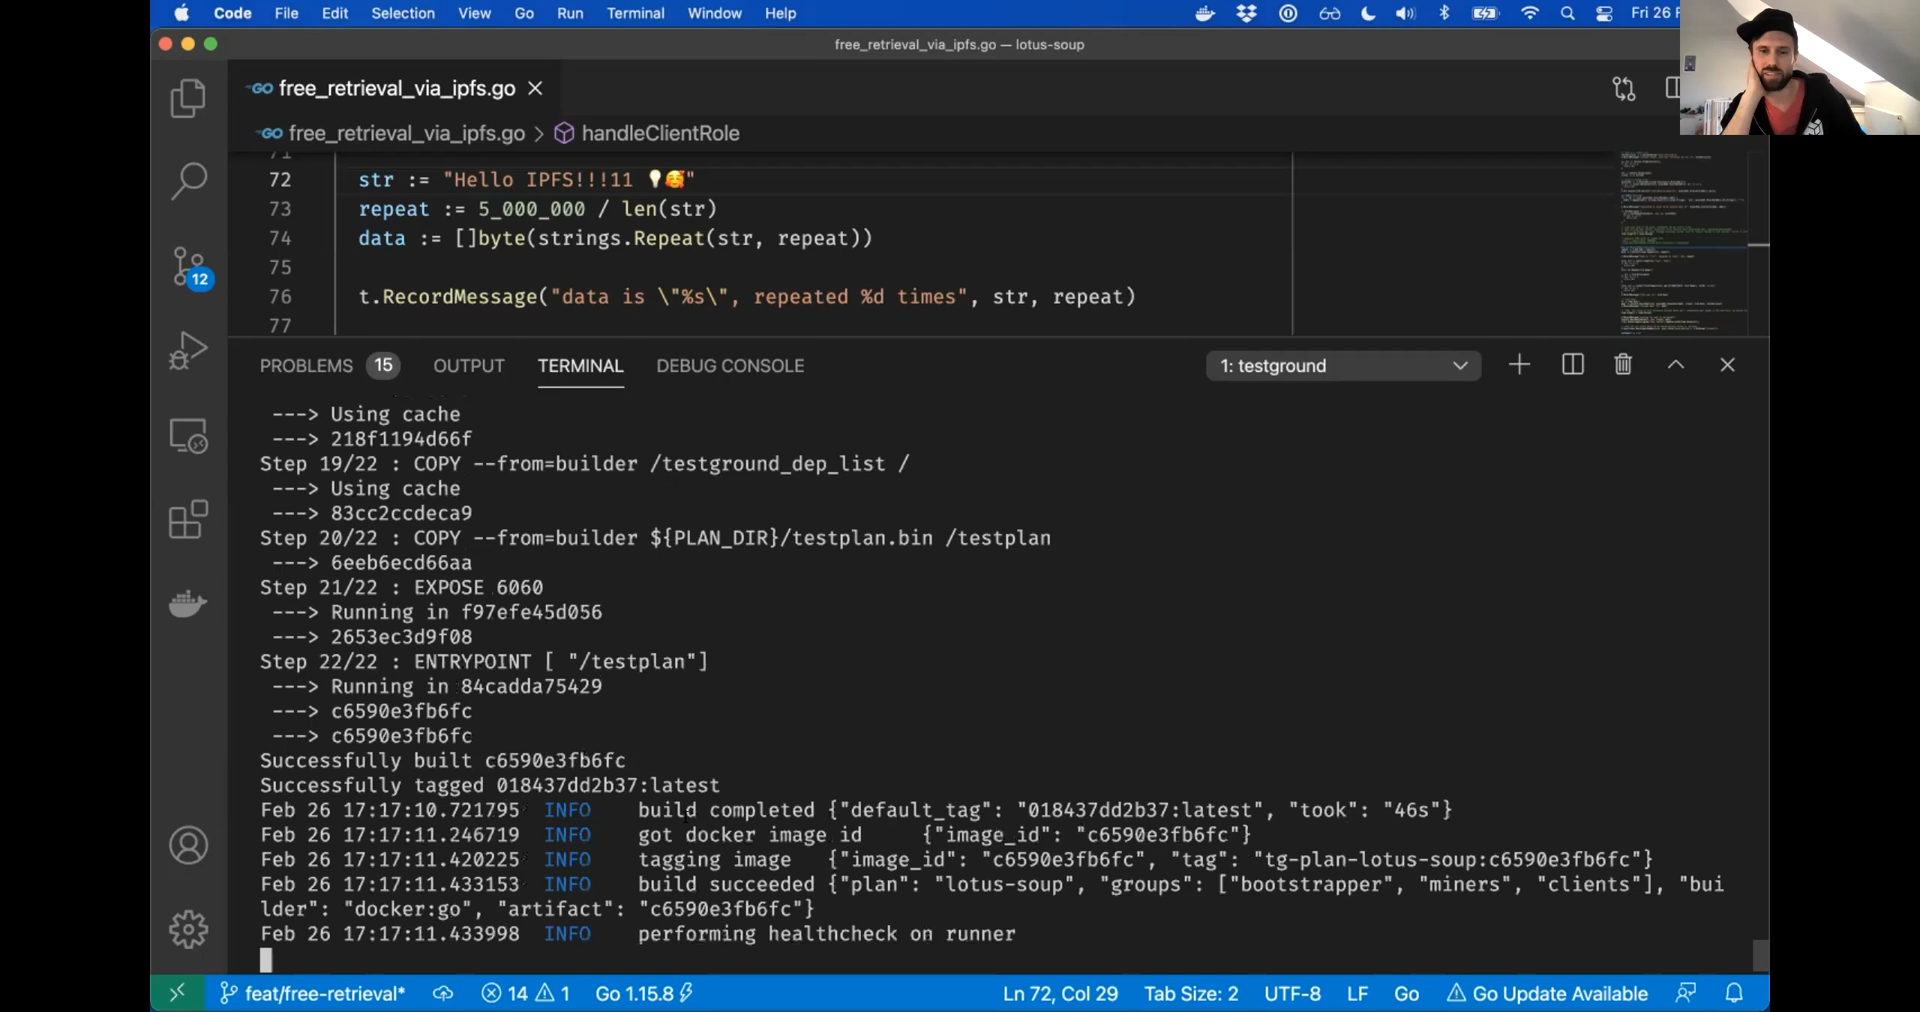 Code File Edit Selection View Go Run Terminal Window Help Fri 26 F
free_retrieval_via_ipfs.go — lotus-soup
GO free_retrieval_via_ipfs.go
GO free_retrieval_via_ipfs.go > handleClientRole
71
72 str := "Hello IPFS!!!11 💡🥰"
73 repeat := 5_000_000 / len(str)
74 data := []byte(strings.Repeat(str, repeat))
75
76 t.RecordMessage("data is \"%s\", repeated %d times", str, repeat)
77
12
PROBLEMS 15 OUTPUT TERMINAL DEBUG CONSOLE 1: testground
---> Using cache
---> 218f1194d66f
Step 19/22 : COPY --from=builder /testground_dep_list /
---> Using cache
---> 83cc2ccdeca9
Step 20/22 : COPY --from=builder ${PLAN_DIR}/testplan.bin /testplan
---> 6eeb6ecd66aa
Step 21/22 : EXPOSE 6060
---> Running in f97efe45d056
---> 2653ec3d9f08
Step 22/22 : ENTRYPOINT [ "/testplan"]
---> Running in 84cadda75429
---> c6590e3fb6fc
---> c6590e3fb6fc
Successfully built c6590e3fb6fc
Successfully tagged 018437dd2b37:latest
Feb 26 17:17:10.721795 INFO build completed {"default_tag": "018437dd2b37:latest", "took": "46s"}
Feb 26 17:17:11.246719 INFO got docker image id {"image_id": "c6590e3fb6fc"}
Feb 26 17:17:11.420225 INFO tagging image {"image_id": "c6590e3fb6fc", "tag": "tg-plan-lotus-soup:c6590e3fb6fc"}
Feb 26 17:17:11.433153 INFO build succeeded {"plan": "lotus-soup", "groups": ["bootstrapper", "miners", "clients"], "bui
lder": "docker:go", "artifact": "c6590e3fb6fc"}
Feb 26 17:17:11.433998 INFO performing healthcheck on runner
feat/free-retrieval* 14 1 Go 1.15.8 Ln 72, Col 29 Tab Size: 2 UTF-8 LF Go Go Update Available